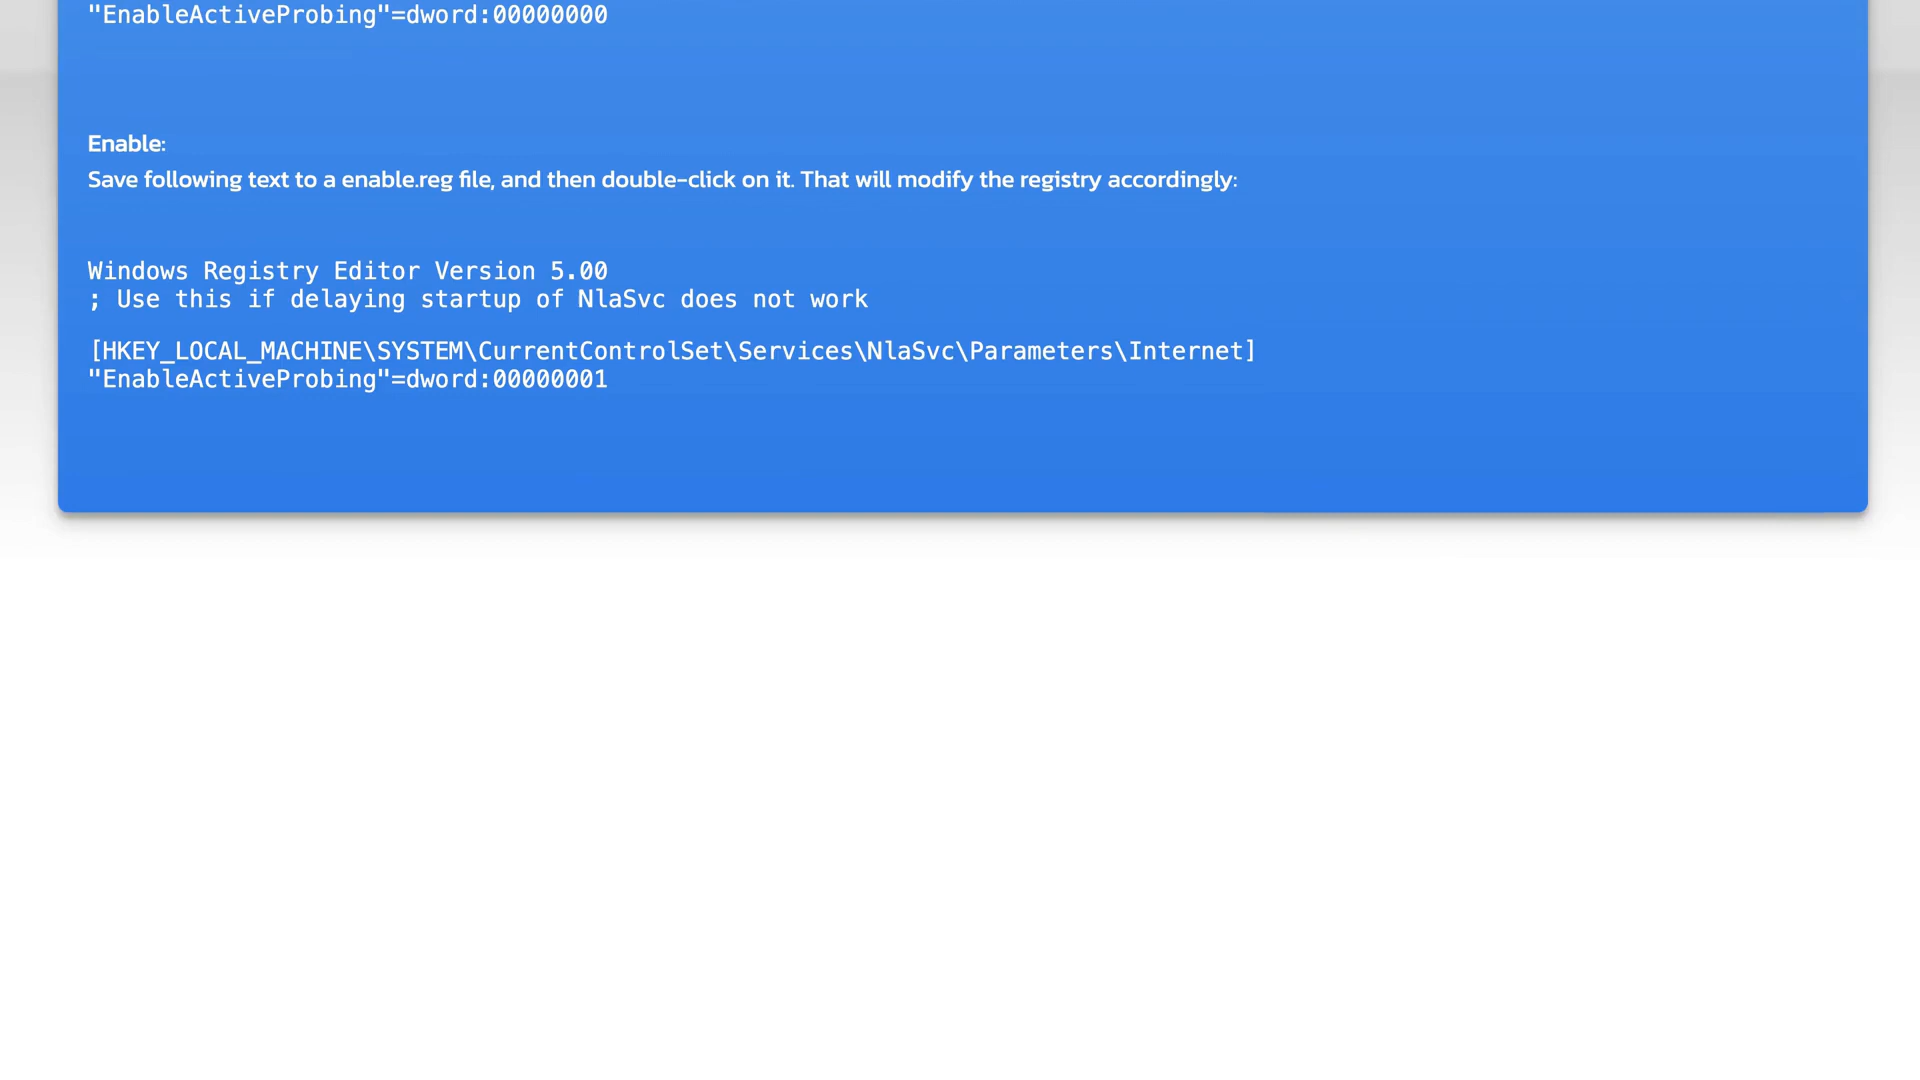 "EnableActiveProbing"=dword:00000000
Enable:
Save following text to a enable.reg file, and then double-click on it. That will modify the registry accordingly:
Windows Registry Editor Version 5.00
; Use this if delaying startup of NlaSvc does not work
[HKEY_LOCAL_MACHINE\SYSTEM\CurrentControlSet\Services\NlaSvc\Parameters\Internet]
"EnableActiveProbing"=dword:00000001